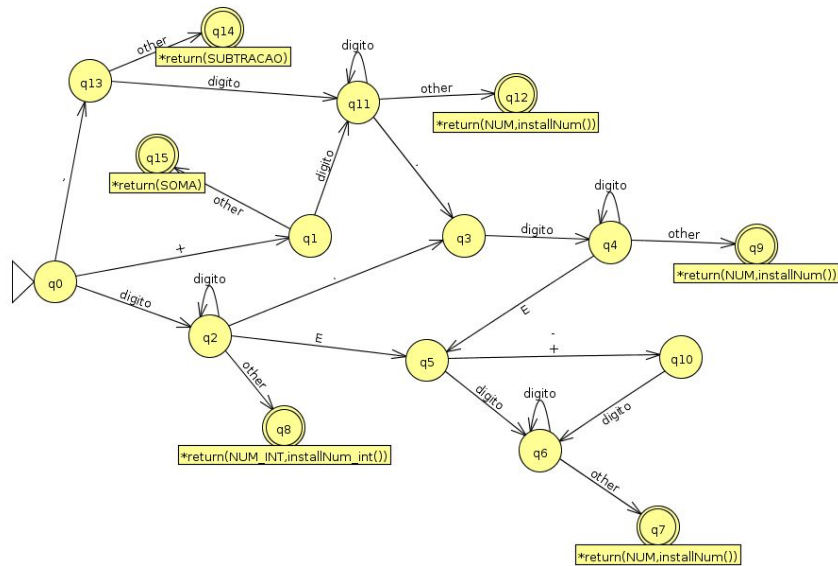 q14
other
*return(SUBTRACAO)
q13
digito
digito
q11
other
q12
*return(NUM,installNum())
-
q15
*return(SOMA)
other
digito
.
digito
q1
q3
digito
q4
other
q9
*return(NUM,installNum())
+
q0
digito
digito
.
E
q2
E
q5
-
+
q10
other
digito
digito
digito
q8
*return(NUM_INT,installNum_int())
q6
other
q7
*return(NUM,installNum())